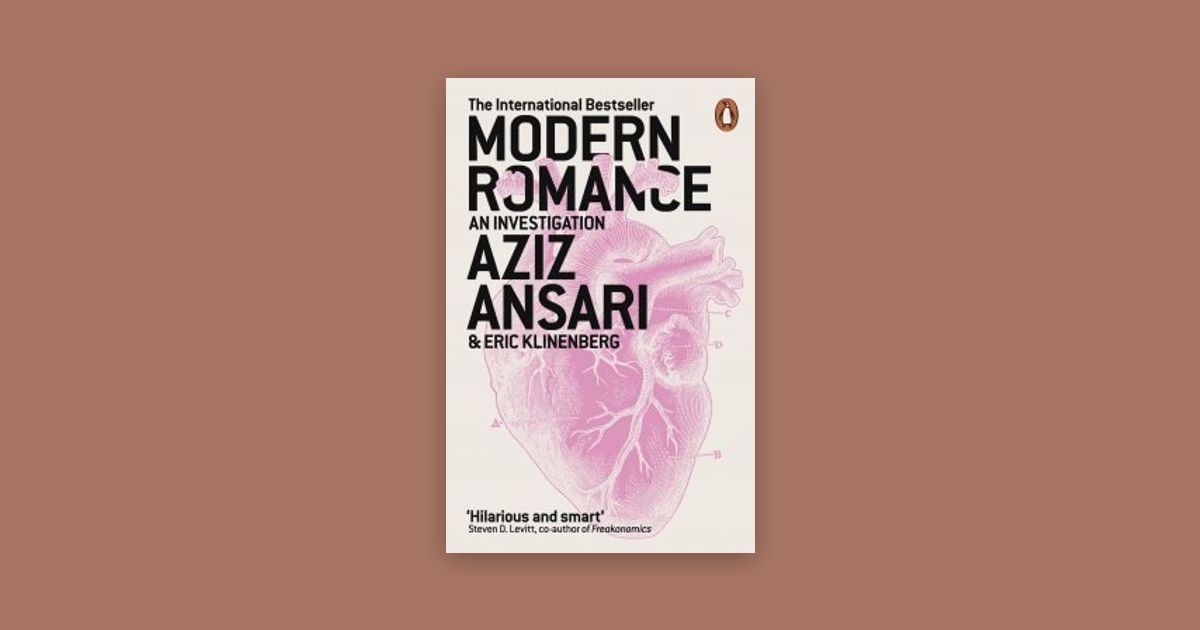 The International Bestseller
MODERN
ROMANCE
AN INVESTIGATION
AZIZ
ANSARI
& ERIC KLINENBERG
C
D
A
B
‘Hilarious and smart’
Steven D. Levitt, co-author of Freakonomics